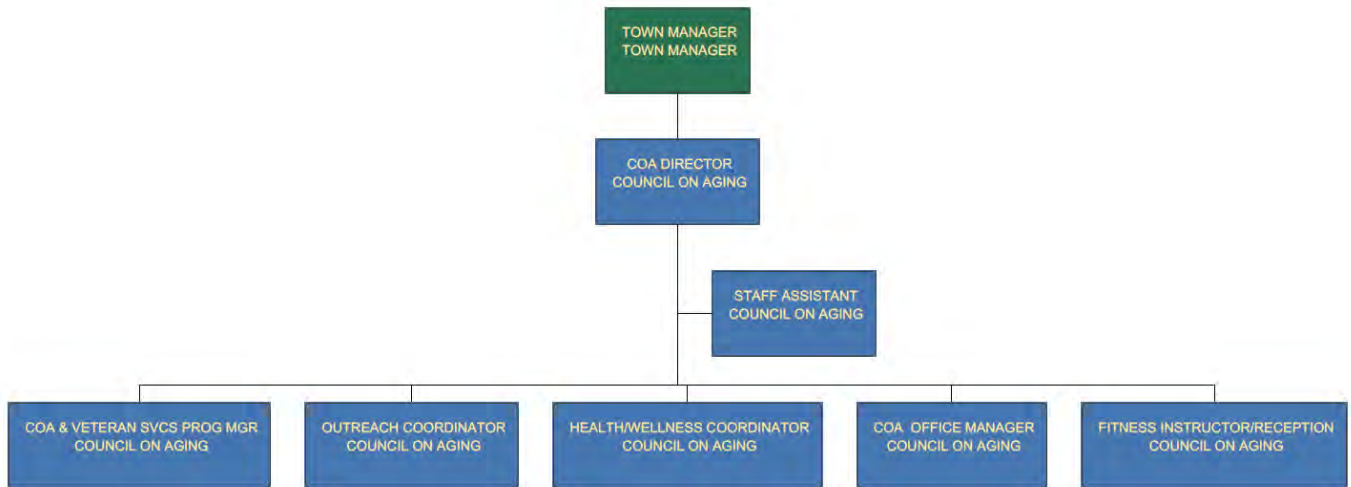 TOWN MANAGER
TOWN MANAGER
COA DIRECTOR
COUNCIL ON AGING
STAFF ASSISTANT
COUNCIL ON AGING
COA & VETERAN SVCS PROG MGR
COUNCIL ON AGING
OUTREACH COORDINATOR
COUNCIL ON AGING
HEALTH/WELLNESS COORDINATOR
COUNCIL ON AGING
COA OFFICE MANAGER
COUNCIL ON AGING
FITNESS INSTRUCTOR/RECEPTION
COUNCIL ON AGING